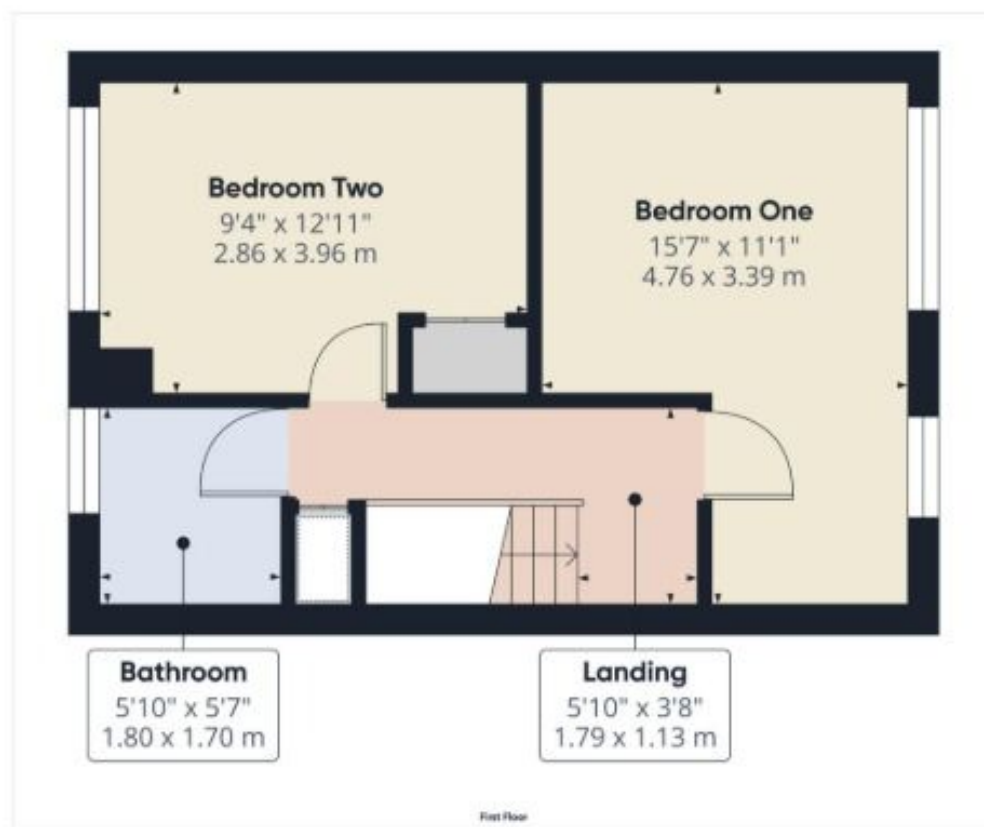 Bedroom Two
9'4" x 12'11"
2.86 x 3.96 m
Bedroom One
15'7" x 11'1"
4.76 x 3.39 m
Bathroom
5'10" x 5'7"
1.80 x 1.70 m
Landing
5'10" x 3'8"
1.79 x 1.13 m
First Floor